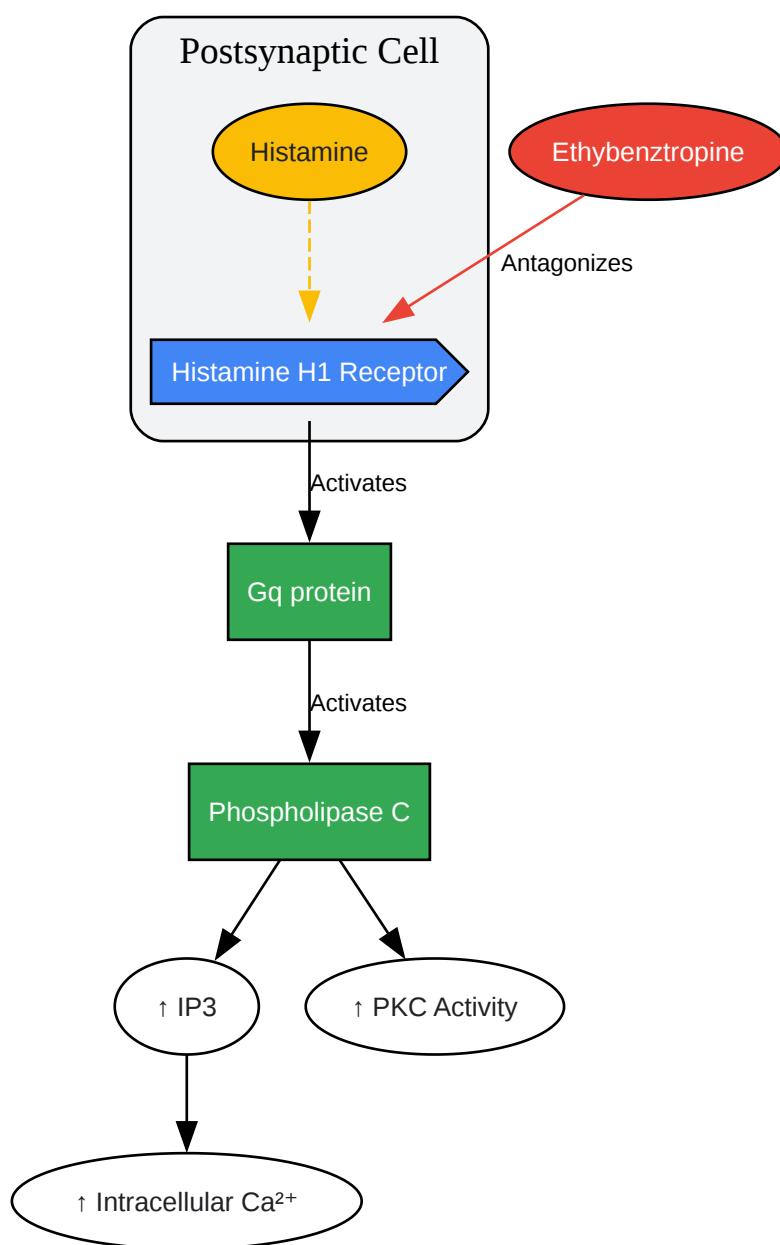 Postsynaptic Cell
Histamine
Ethybenztropine
Antagonizes
Histamine H1 Receptor
Activates
Gq protein
Activates
Phospholipase C
↑ IP3
↑ PKC Activity
↑ Intracellular Ca²⁺